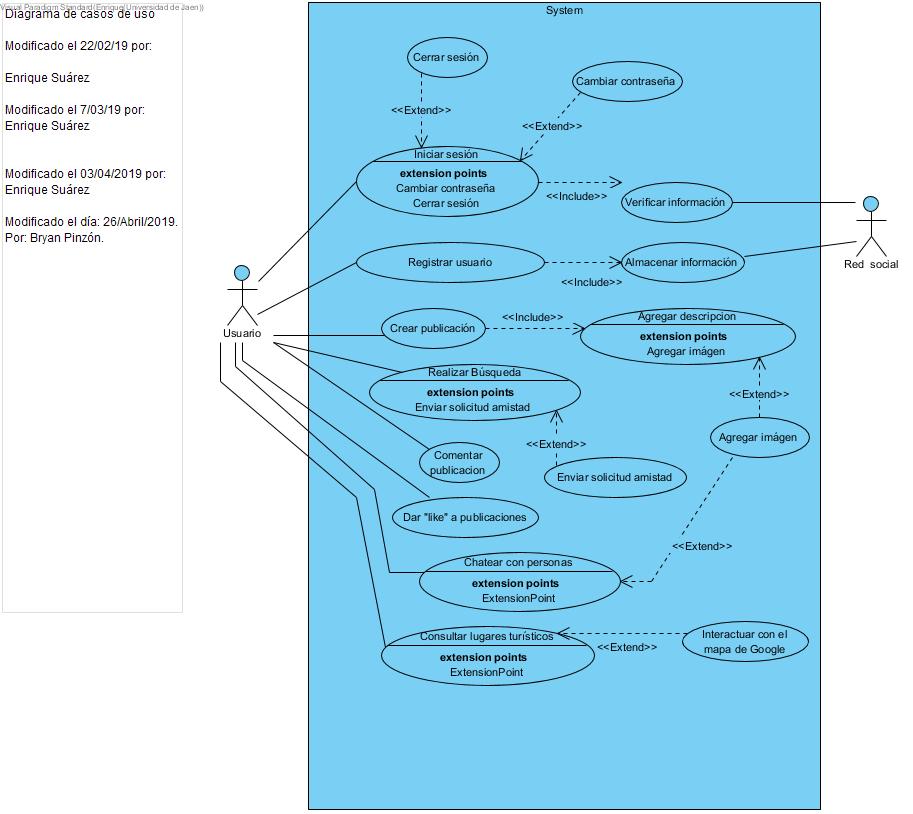 Visual Paradigm Standard(Enrique(Universidad de Jaen))
Diagrama de casos de uso
Modificado el 22/02/19 por:
Enrique Suárez
Modificado el 7/03/19 por:
Enrique Suárez
Modificado el 03/04/2019 por:
Enrique Suárez
Modificado el día: 26/Abril/2019.
Por: Bryan Pinzón.
System
Cerrar sesión
Cambiar contraseña
<<Extend>>
<<Extend>>
Iniciar sesión
extension points
Cambiar contraseña
Cerrar sesión
<<Include>>
Verificar información
Red social
Registrar usuario
<<Include>>
Almacenar información
Usuario
Crear publicación
<<Include>>
Agregar descripcion
extension points
Agregar imágen
Realizar Búsqueda
extension points
Enviar solicitud amistad
<<Extend>>
Agregar imágen
<<Extend>>
Comentar
publicacion
Enviar solicitud amistad
Dar "like" a publicaciones
<<Extend>>
Chatear con personas
extension points
ExtensionPoint
Consultar lugares turísticos
extension points
ExtensionPoint
<<Extend>>
Interactuar con el
mapa de Google